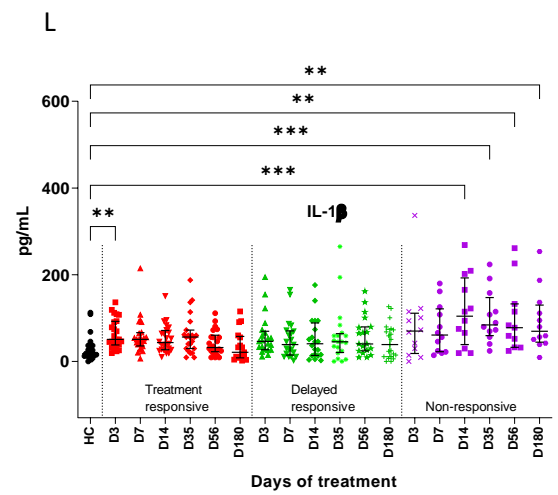 L
**
**
***
***
**
IL-1β
600
400
200
0
pg/mL
Treatment
responsive
Delayed
responsive
Non-responsive
HC
D3
D7
D14
D35
D56
D180
D3
D7
D14
D35
D56
D180
D3
D7
D14
D35
D56
D180
Days of treatment